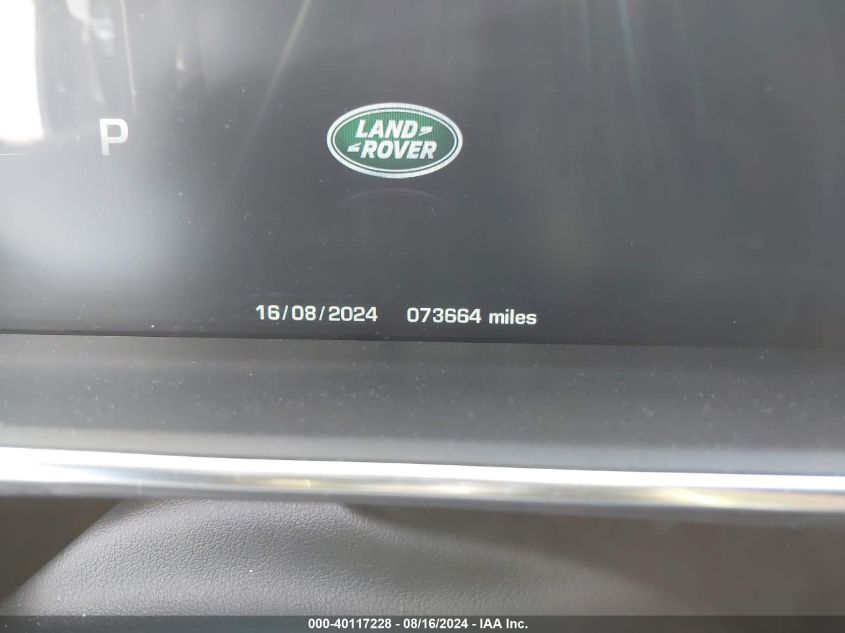 P
LAND
ROVER
16/08/2024 073664 miles
000-40117228 - 08/16/2024 - IAA Inc.